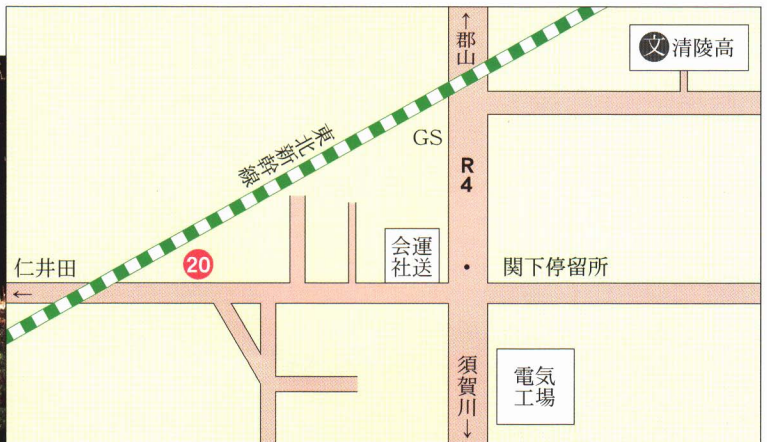 ↑郡山
文 清陵高
東北新幹線
GS
R4
会社運送
仁井田
←
20
関下停留所
須賀川↓
電気
工場